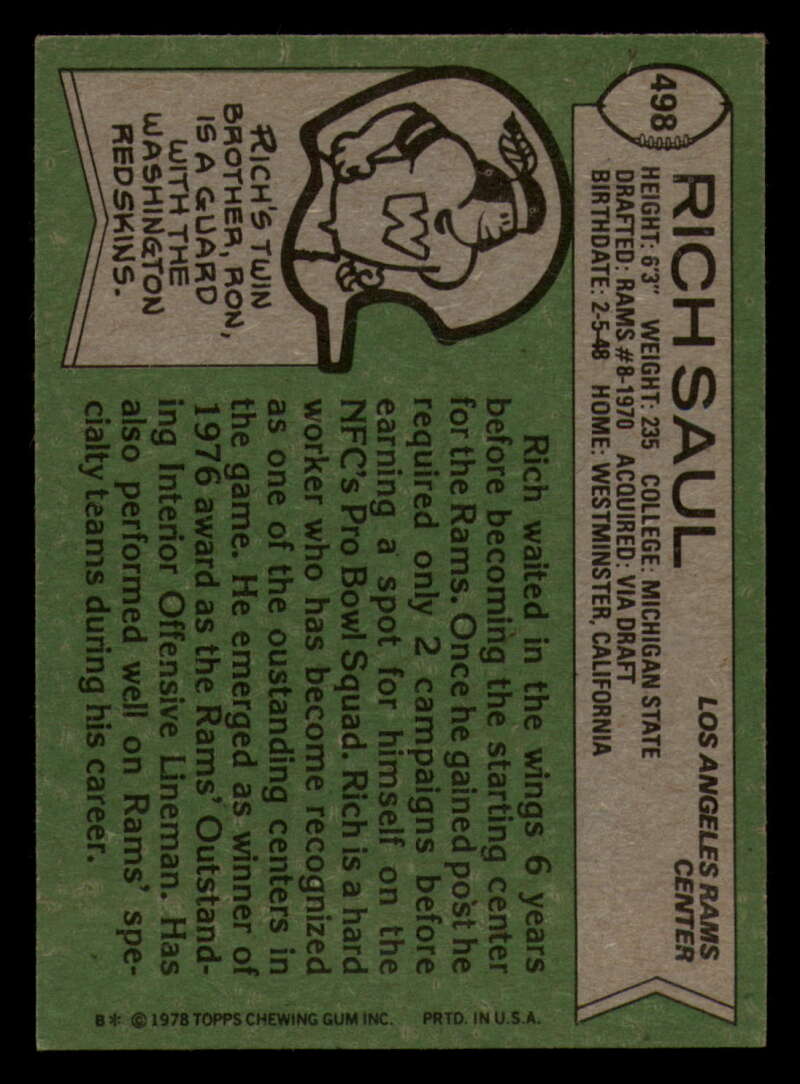 498
RICH SAUL
LOS ANGELES RAMS
CENTER
HEIGHT: 6'3" WEIGHT: 235 COLLEGE: MICHIGAN STATE
DRAFTED: RAMS #8-1970 ACQUIRED: VIA DRAFT
BIRTHDATE: 2-5-48 HOME: WESTMINSTER, CALIFORNIA
W
RICH'S TWIN
BROTHER, RON,
IS A GUARD
WITH THE
WASHINGTON
REDSKINS.
Rich waited in the wings 6 years
before becoming the starting center
for the Rams. Once he gained post he
required only 2 campaigns before
earning a spot for himself on the
NFC's Pro Bowl Squad. Rich is a hard
worker who has become recognized
as one of the oustanding centers in
the game. He emerged as winner of
1976 award as the Rams' Outstand-
ing Interior Offensive Lineman. Has
also performed well on Rams' spe-
cialty teams during his career.
B* © 1978 TOPPS CHEWING GUM INC. PRTD. IN U.S.A.